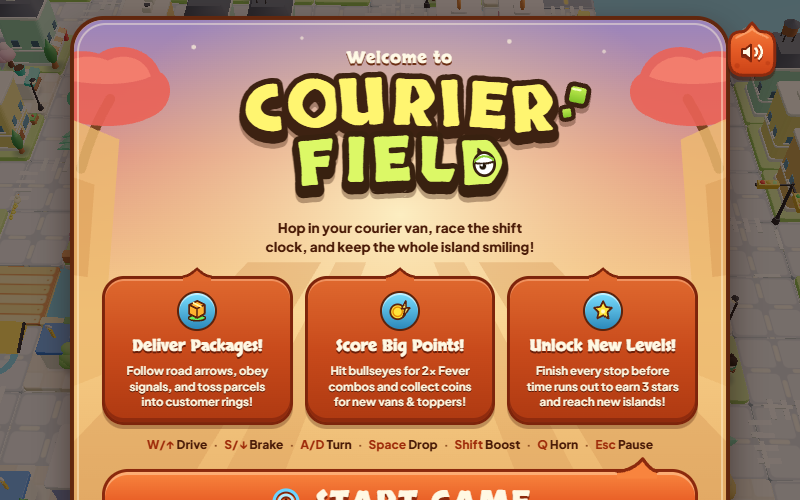 Welcome to
COURIER
FIELD
Hop in your courier van, race the shift
clock, and keep the whole island smiling!
Deliver Packages!
Follow road arrows, obey
signals, and toss parcels
into customer rings!
Score Big Points!
Hit bullseyes for 2x Fever
combos and collect coins
for new vans & toppers!
Unlock New Levels!
Finish every stop before
time runs out to earn 3 stars
and reach new islands!
W/↑ Drive · S/↓ Brake · A/D Turn · Space Drop · Shift Boost · Q Horn · Esc Pause
START GAME